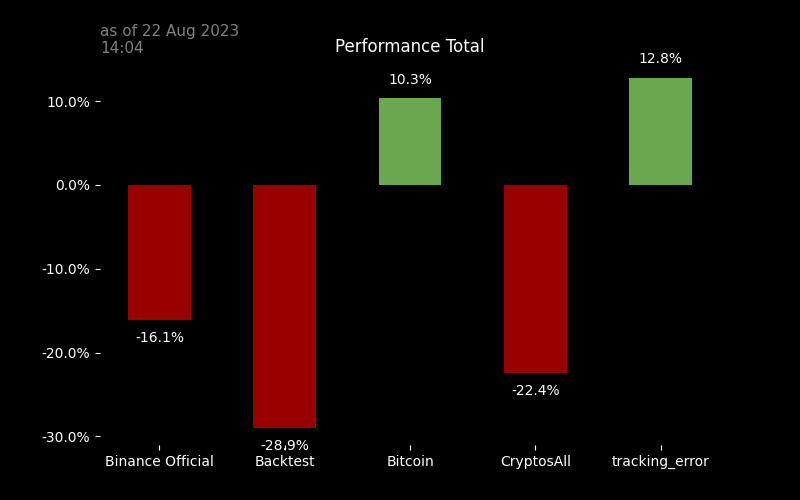 as of 22 Aug 2023
14:04
Performance Total
12.8%
10.3%
10.0%
0.0%
-10.0%
-16.1%
-20.0%
-22.4%
-30.0%
-28.9%
Binance Official
Backtest
Bitcoin
CryptosAll
tracking_error